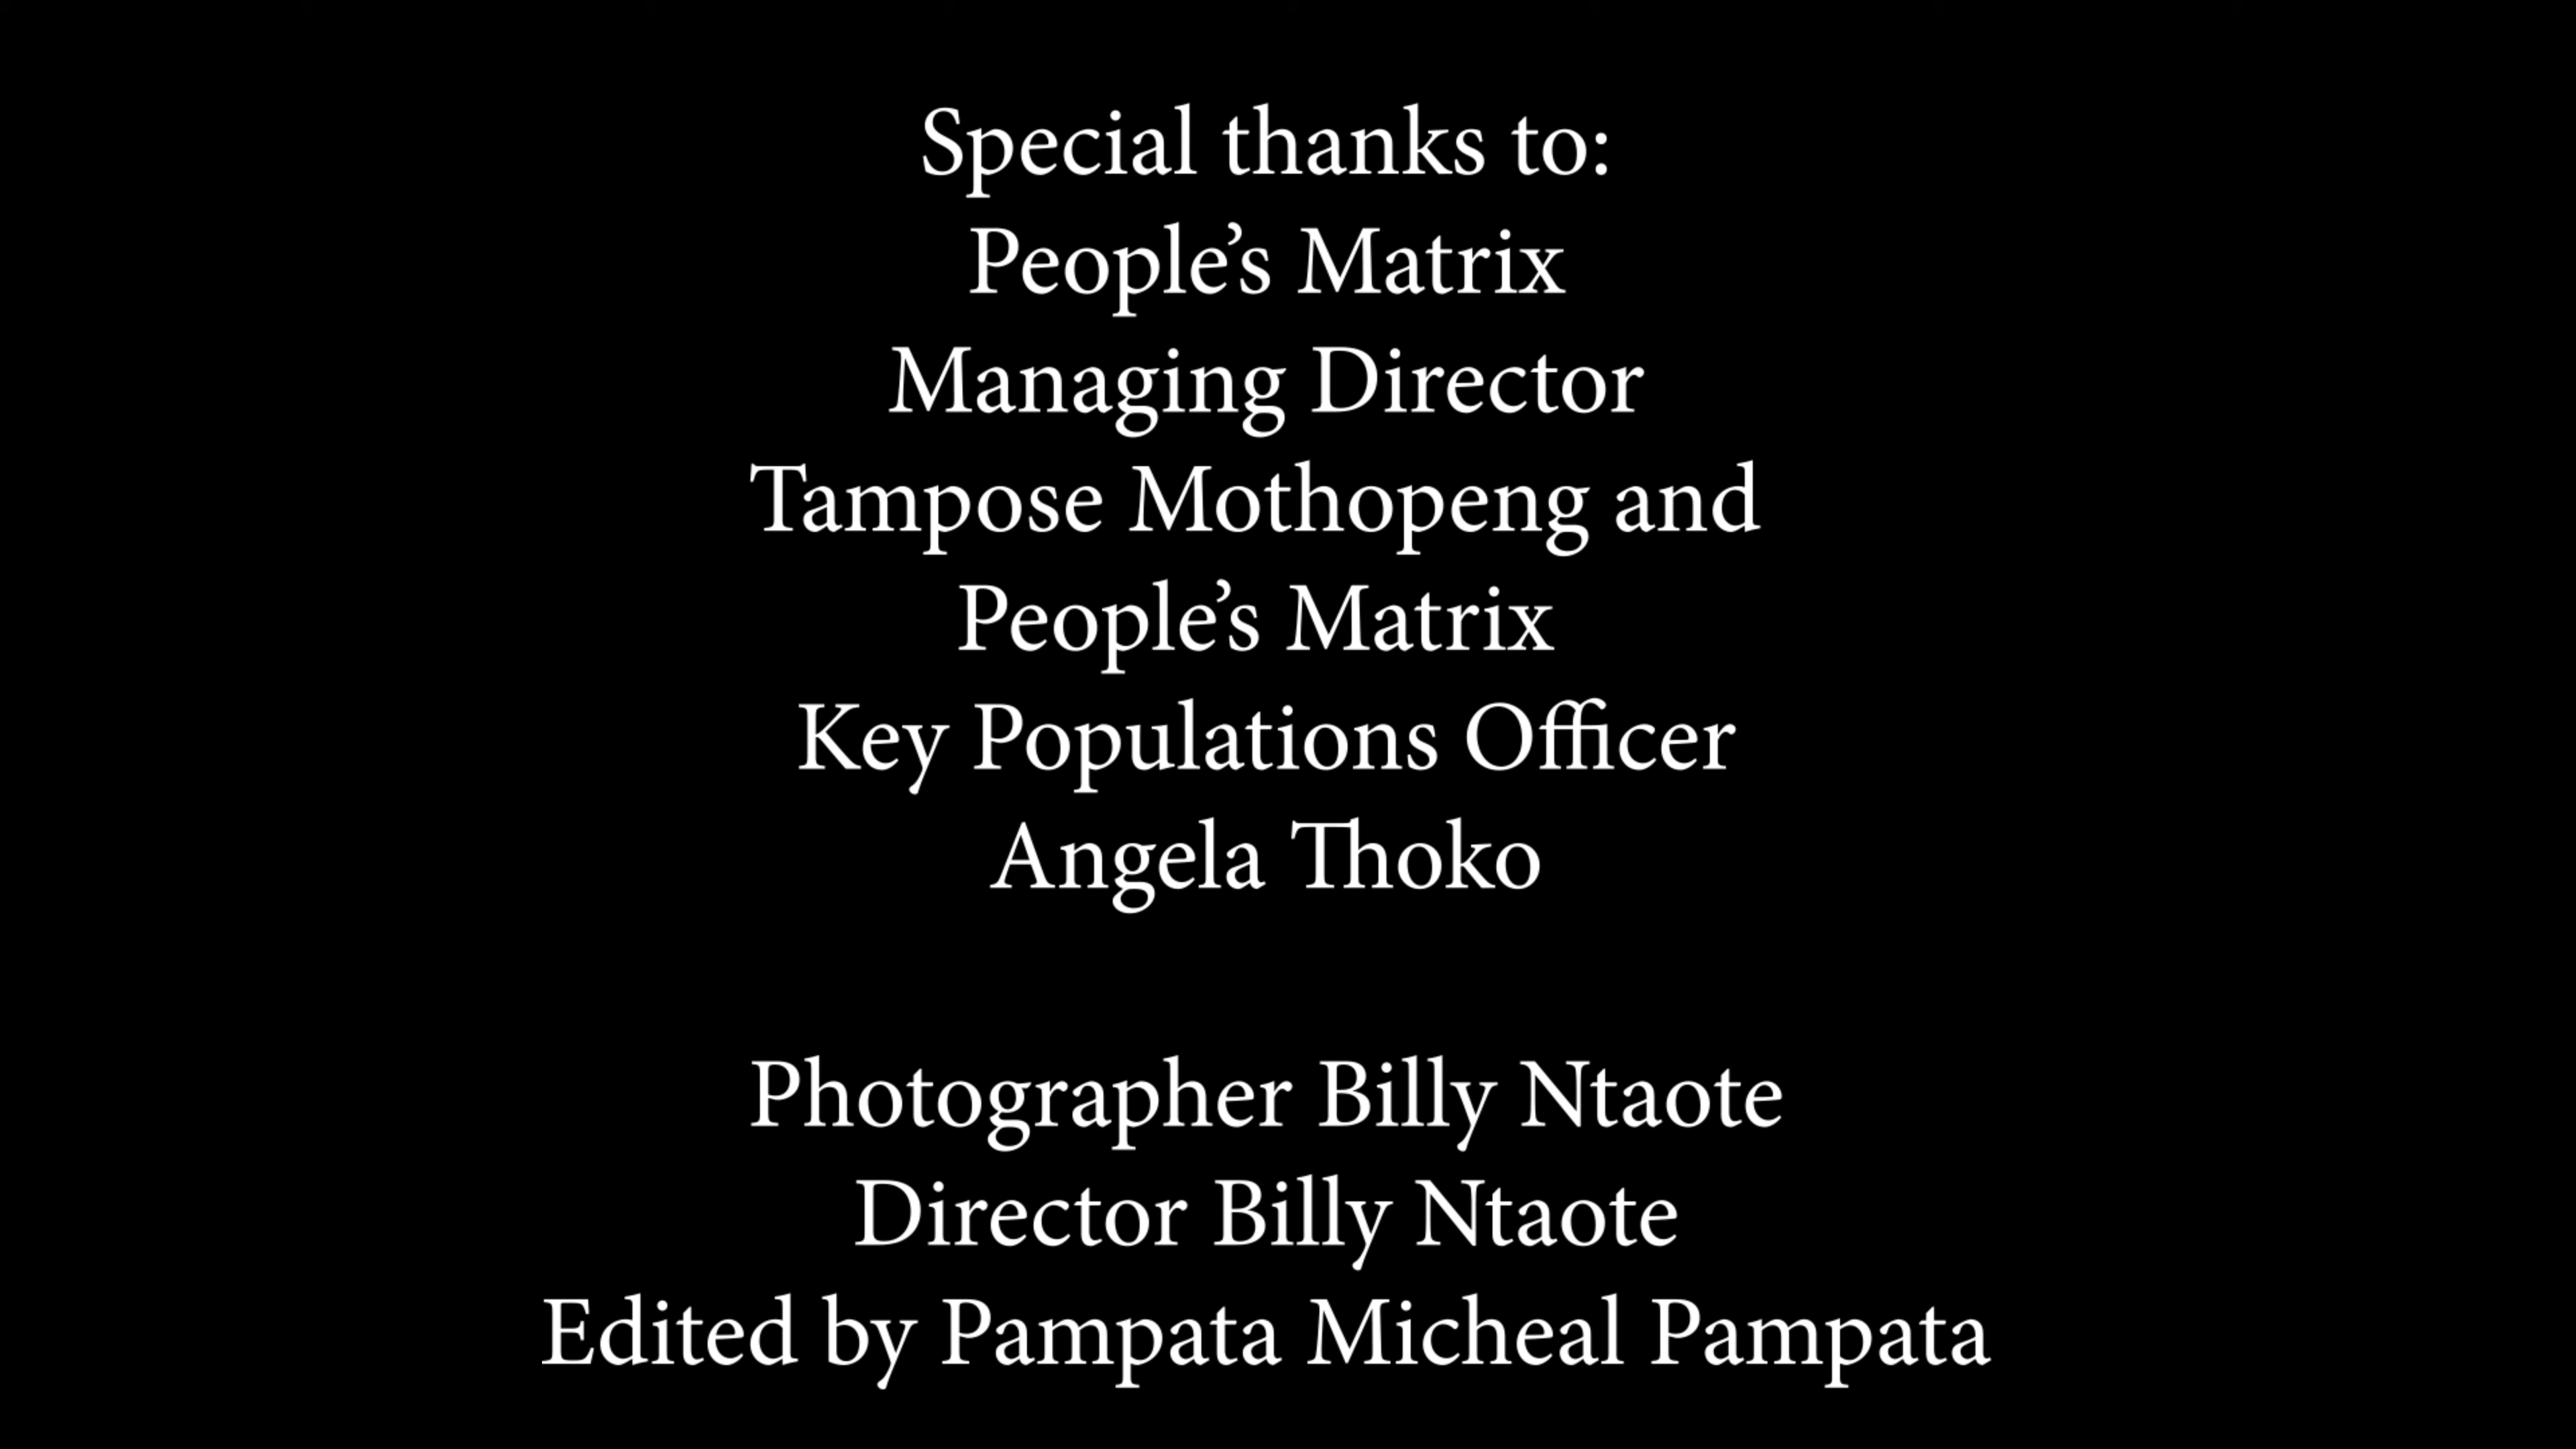 Special thanks to:
People’s Matrix
Managing Director
Tampose Mothopeng and
People’s Matrix
Key Populations Officer
Angela Thoko
Photographer Billy Ntaote
Director Billy Ntaote
Edited by Pampata Micheal Pampata